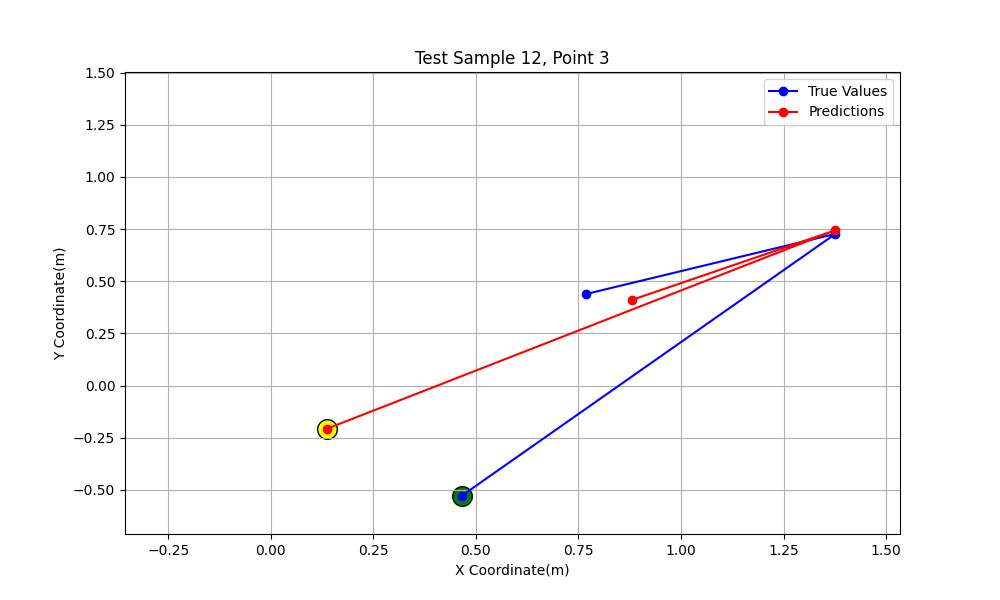 Test Sample 12, Point 3
True Values
Predictions
1.50
1.25
1.00
0.75
0.50
0.25
0.00
−0.25
−0.50
Y Coordinate(m)
−0.25 0.00 0.25 0.50 0.75 1.00 1.25 1.50
X Coordinate(m)